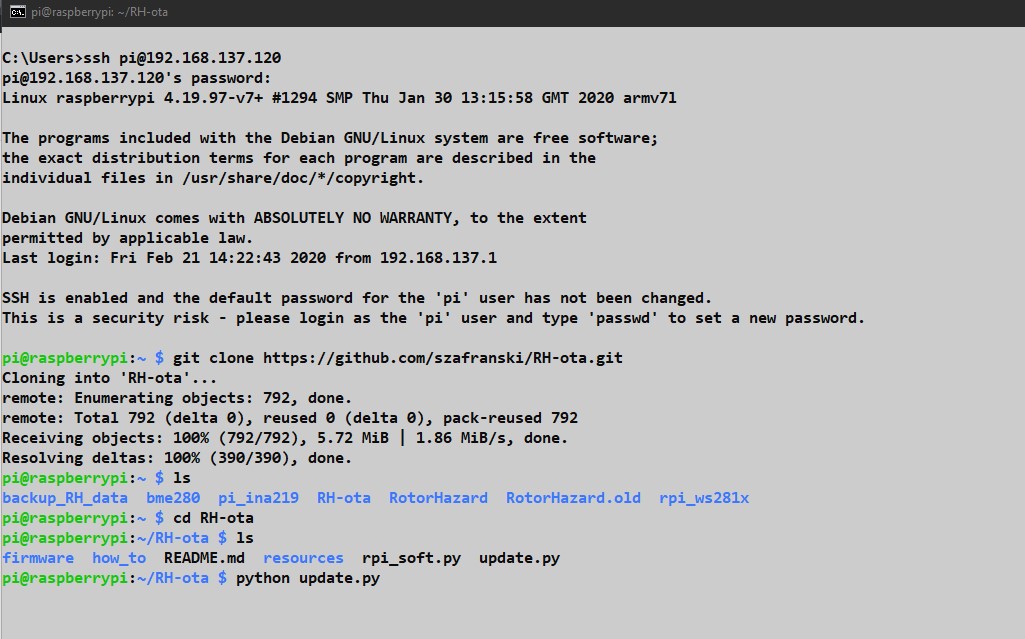 pi@raspberrypi: ~/RH-ota
C:\Users>ssh pi@192.168.137.120
pi@192.168.137.120's password:
Linux raspberrypi 4.19.97-v7+ #1294 SMP Thu Jan 30 13:15:58 GMT 2020 armv7l
The programs included with the Debian GNU/Linux system are free software;
the exact distribution terms for each program are described in the
individual files in /usr/share/doc/*/copyright.
Debian GNU/Linux comes with ABSOLUTELY NO WARRANTY, to the extent
permitted by applicable law.
Last login: Fri Feb 21 14:22:43 2020 from 192.168.137.1
SSH is enabled and the default password for the 'pi' user has not been changed.
This is a security risk - please login as the 'pi' user and type 'passwd' to set a new password.
pi@raspberrypi:~ $ git clone https://github.com/szafranski/RH-ota.git
Cloning into 'RH-ota'...
remote: Enumerating objects: 792, done.
remote: Total 792 (delta 0), reused 0 (delta 0), pack-reused 792
Receiving objects: 100% (792/792), 5.72 MiB | 1.86 MiB/s, done.
Resolving deltas: 100% (390/390), done.
pi@raspberrypi:~ $ ls
backup_RH_data  bme280  pi_ina219  RH-ota  RotorHazard  RotorHazard.old  rpi_ws281x
pi@raspberrypi:~ $ cd RH-ota
pi@raspberrypi:~/RH-ota $ ls
firmware  how_to  README.md  resources  rpi_soft.py  update.py
pi@raspberrypi:~/RH-ota $ python update.py